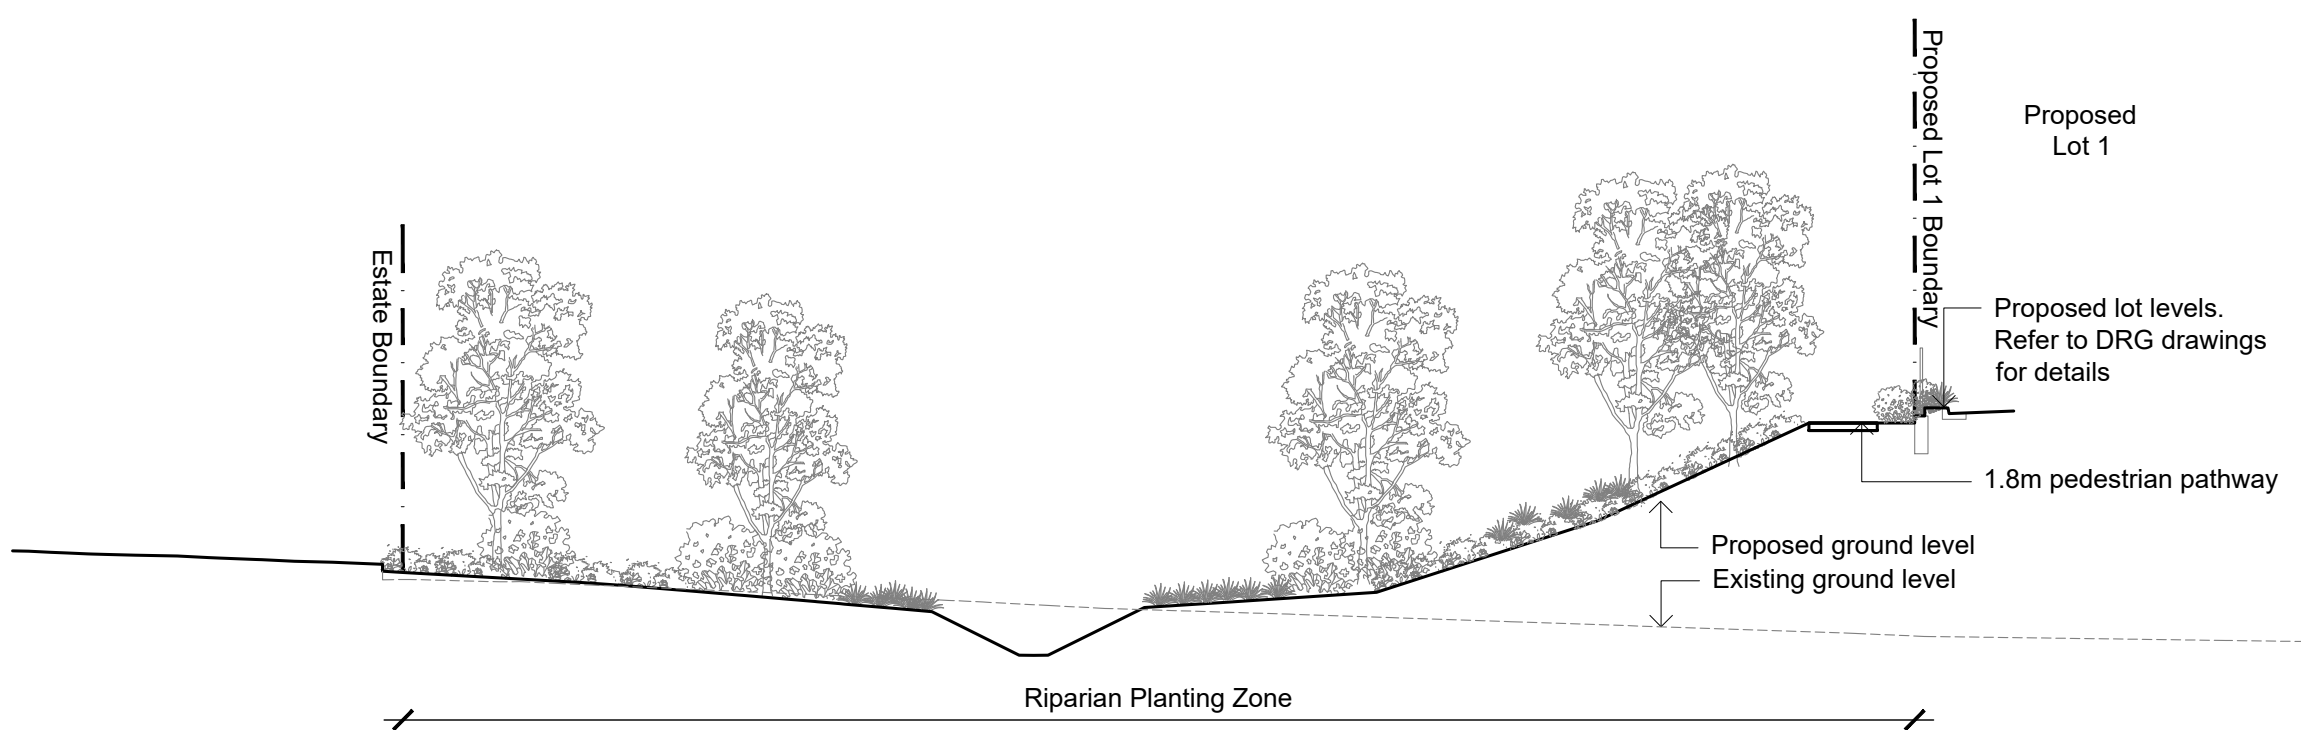 Estate Boundary
Proposed Lot 1 Boundary
Proposed
Lot 1
Proposed lot levels.
Refer to DRG drawings
for details
1.8m pedestrian pathway
Proposed ground level
Existing ground level
Riparian Planting Zone